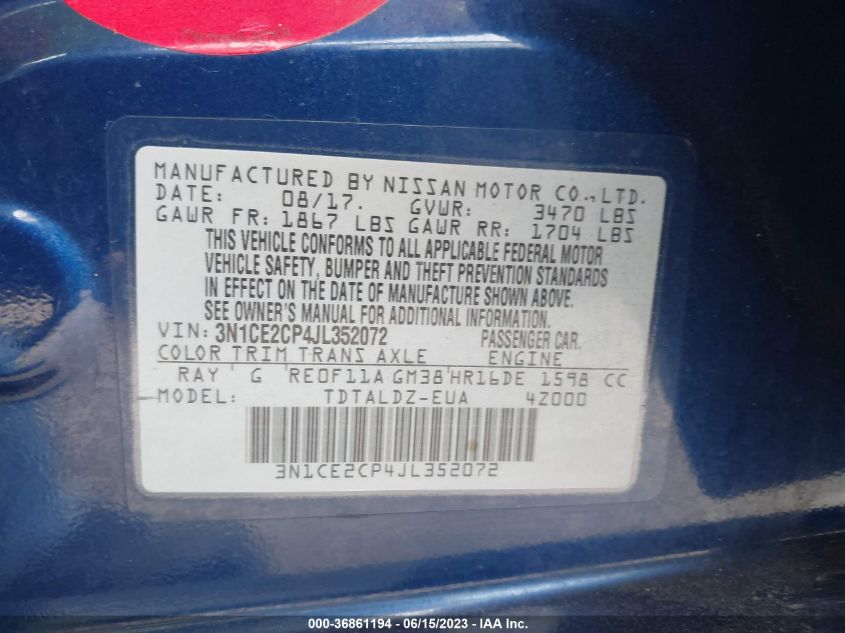 MANUFACTURED BY NISSAN MOTOR CO., LTD.
DATE: 08/17. GVWR: 3470 LBS
GAWR FR: 1867 LBS GAWR RR: 1704 LBS
THIS VEHICLE CONFORMS TO ALL APPLICABLE FEDERAL MOTOR
VEHICLE SAFETY, BUMPER AND THEFT PREVENTION STANDARDS
IN EFFECT ON THE DATE OF MANUFACTURE SHOWN ABOVE.
SEE OWNER'S MANUAL FOR ADDITIONAL INFORMATION.
VIN: 3N1CE2CP4JL352072 PASSENGER CAR.
COLOR TRIM TRANS AXLE ENGINE
RAY G RE0F11A GM38 HR16DE 1598 CC
MODEL: TDTALDZ-EUA 4Z000
3N1CE2CP4JL352072
000-36861194 - 06/15/2023 - IAA Inc.